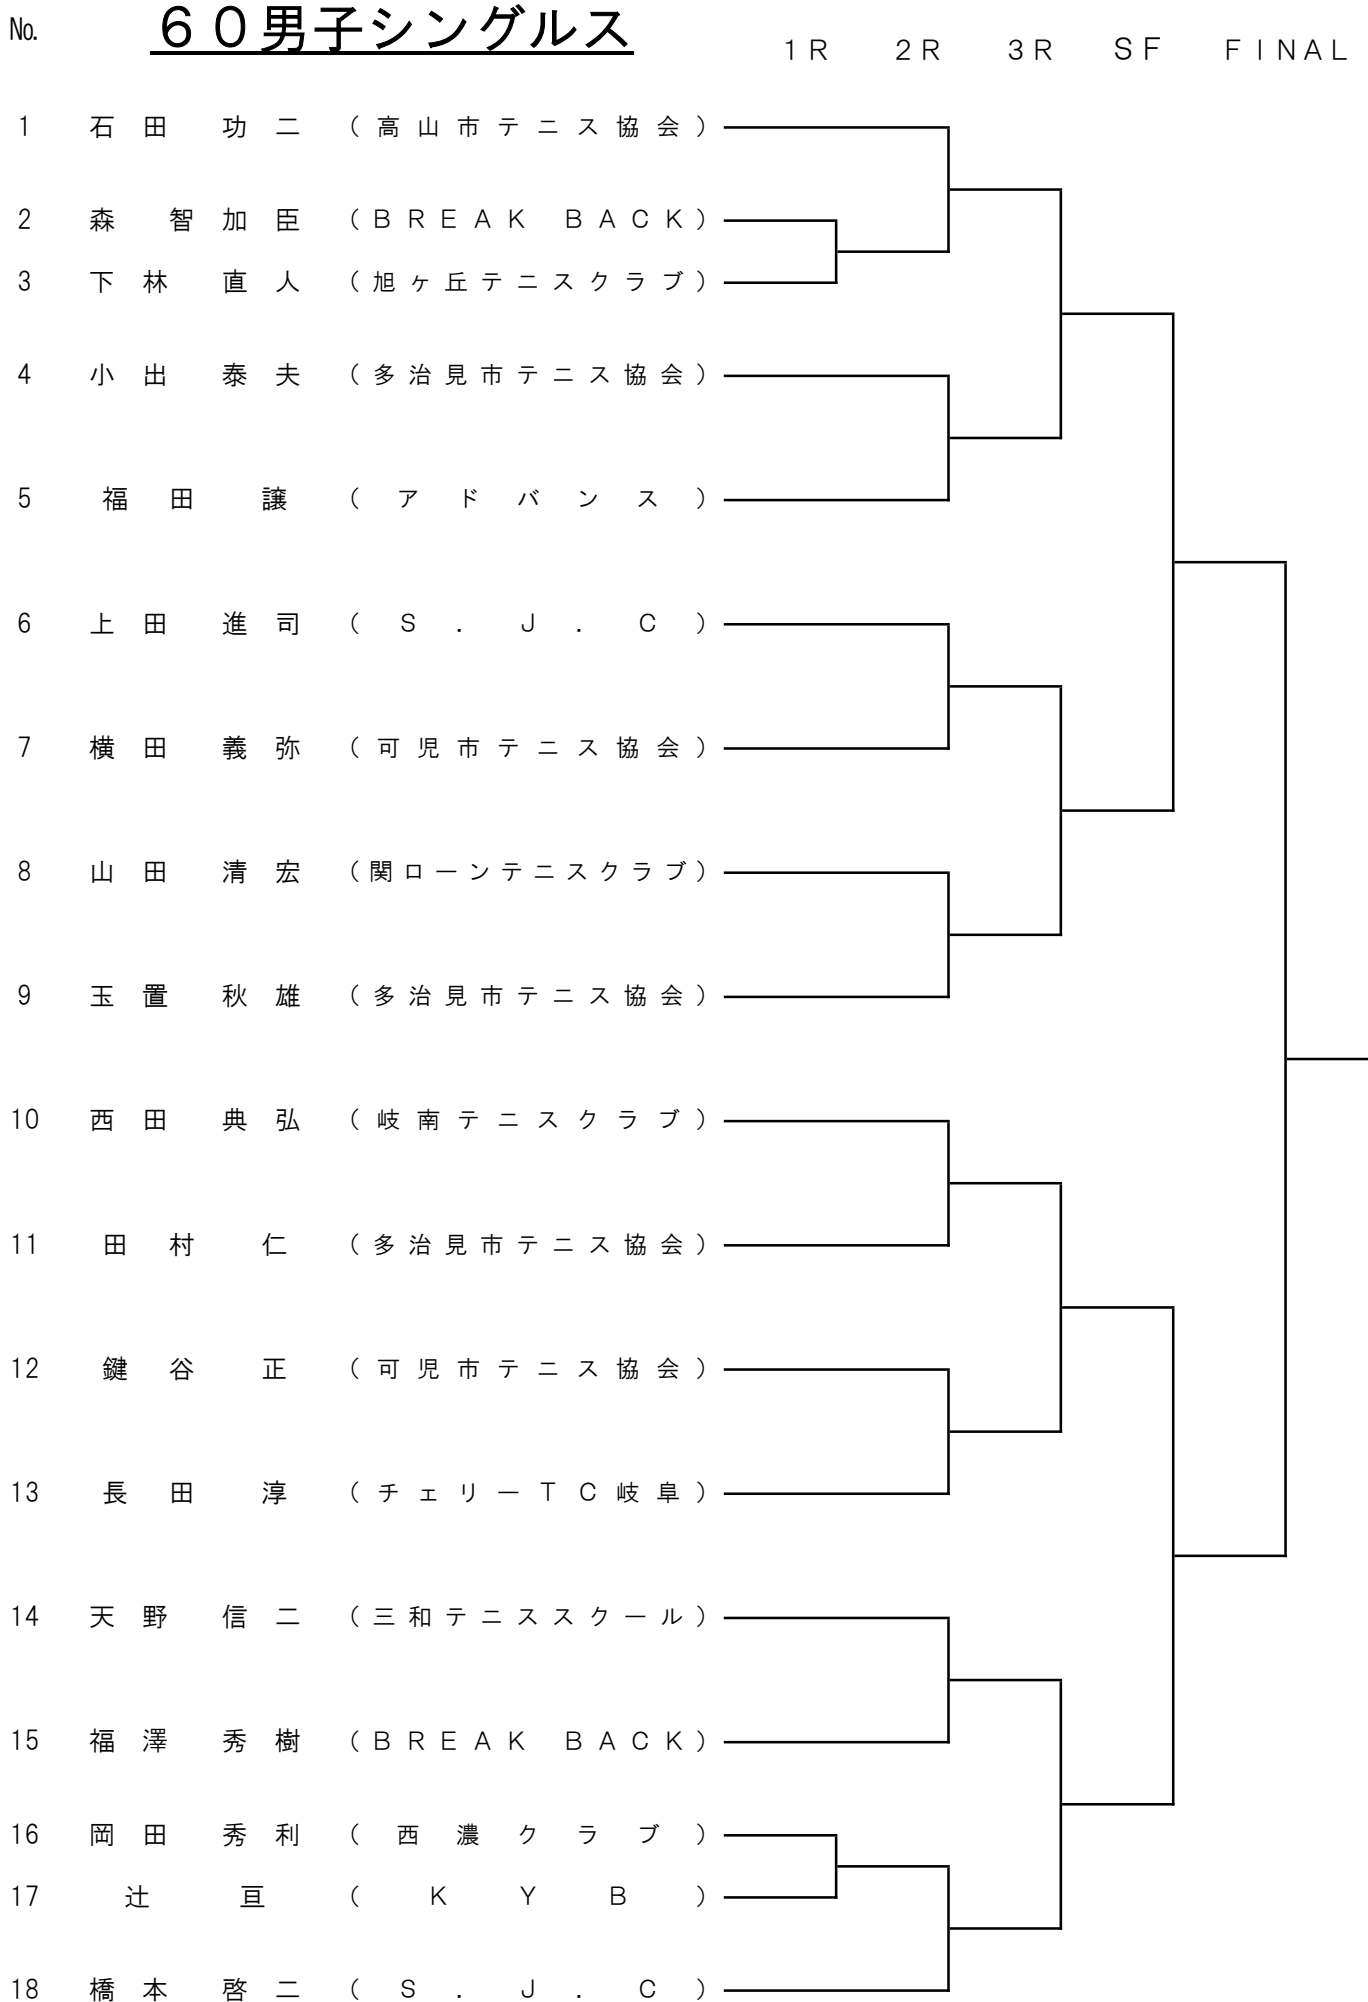 No. 60男子シングルス 1R 2R 3R SF FINAL
1 石田 功二 (高山市テニス協会)
2 森 智加臣 (BREAK BACK)
3 下林 直人 (旭ヶ丘テニスクラブ)
4 小出 泰夫 (多治見市テニス協会)
5 福田 譲 (アドバンス)
6 上田 進司 (S.J.C)
7 横田 義弥 (可児市テニス協会)
8 山田 清宏 (関ローンテニスクラブ)
9 玉置 秋雄 (多治見市テニス協会)
10 西田 典弘 (岐南テニスクラブ)
11 田村 仁 (多治見市テニス協会)
12 鍵谷 正 (可児市テニス協会)
13 長田 淳 (チェリーTC岐阜)
14 天野 信二 (三和テニススクール)
15 福澤 秀樹 (BREAK BACK)
16 岡田 秀利 (西濃クラブ)
17 辻 亘 (KYB)
18 橋本 啓二 (S.J.C)